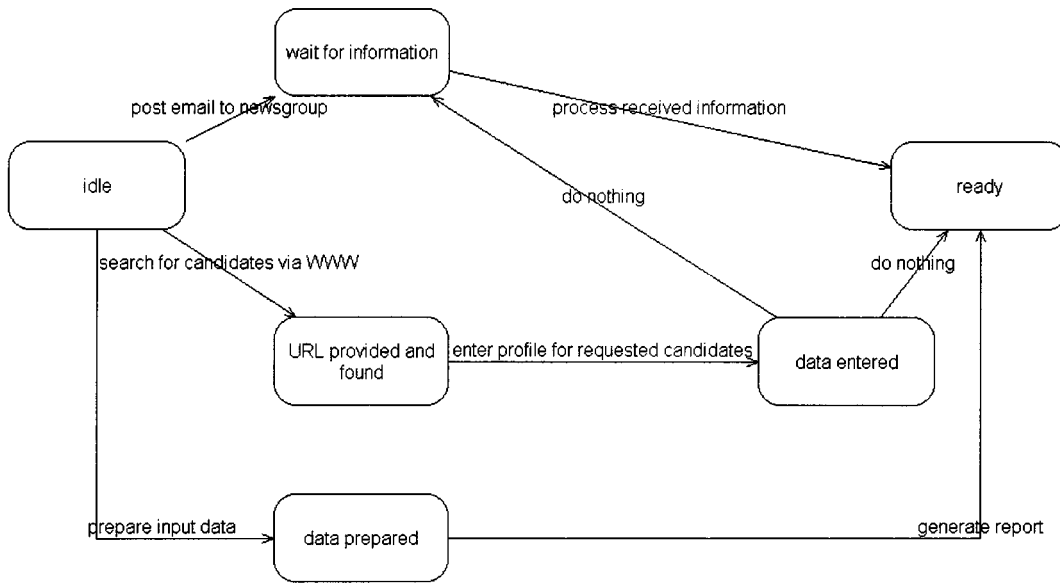 wait for information
post email to newsgroup
process received information
idle
ready
do nothing
search for candidates via WWW
do nothing
URL provided and
found
enter profile for requested candidates
data entered
prepare input data
data prepared
generate report